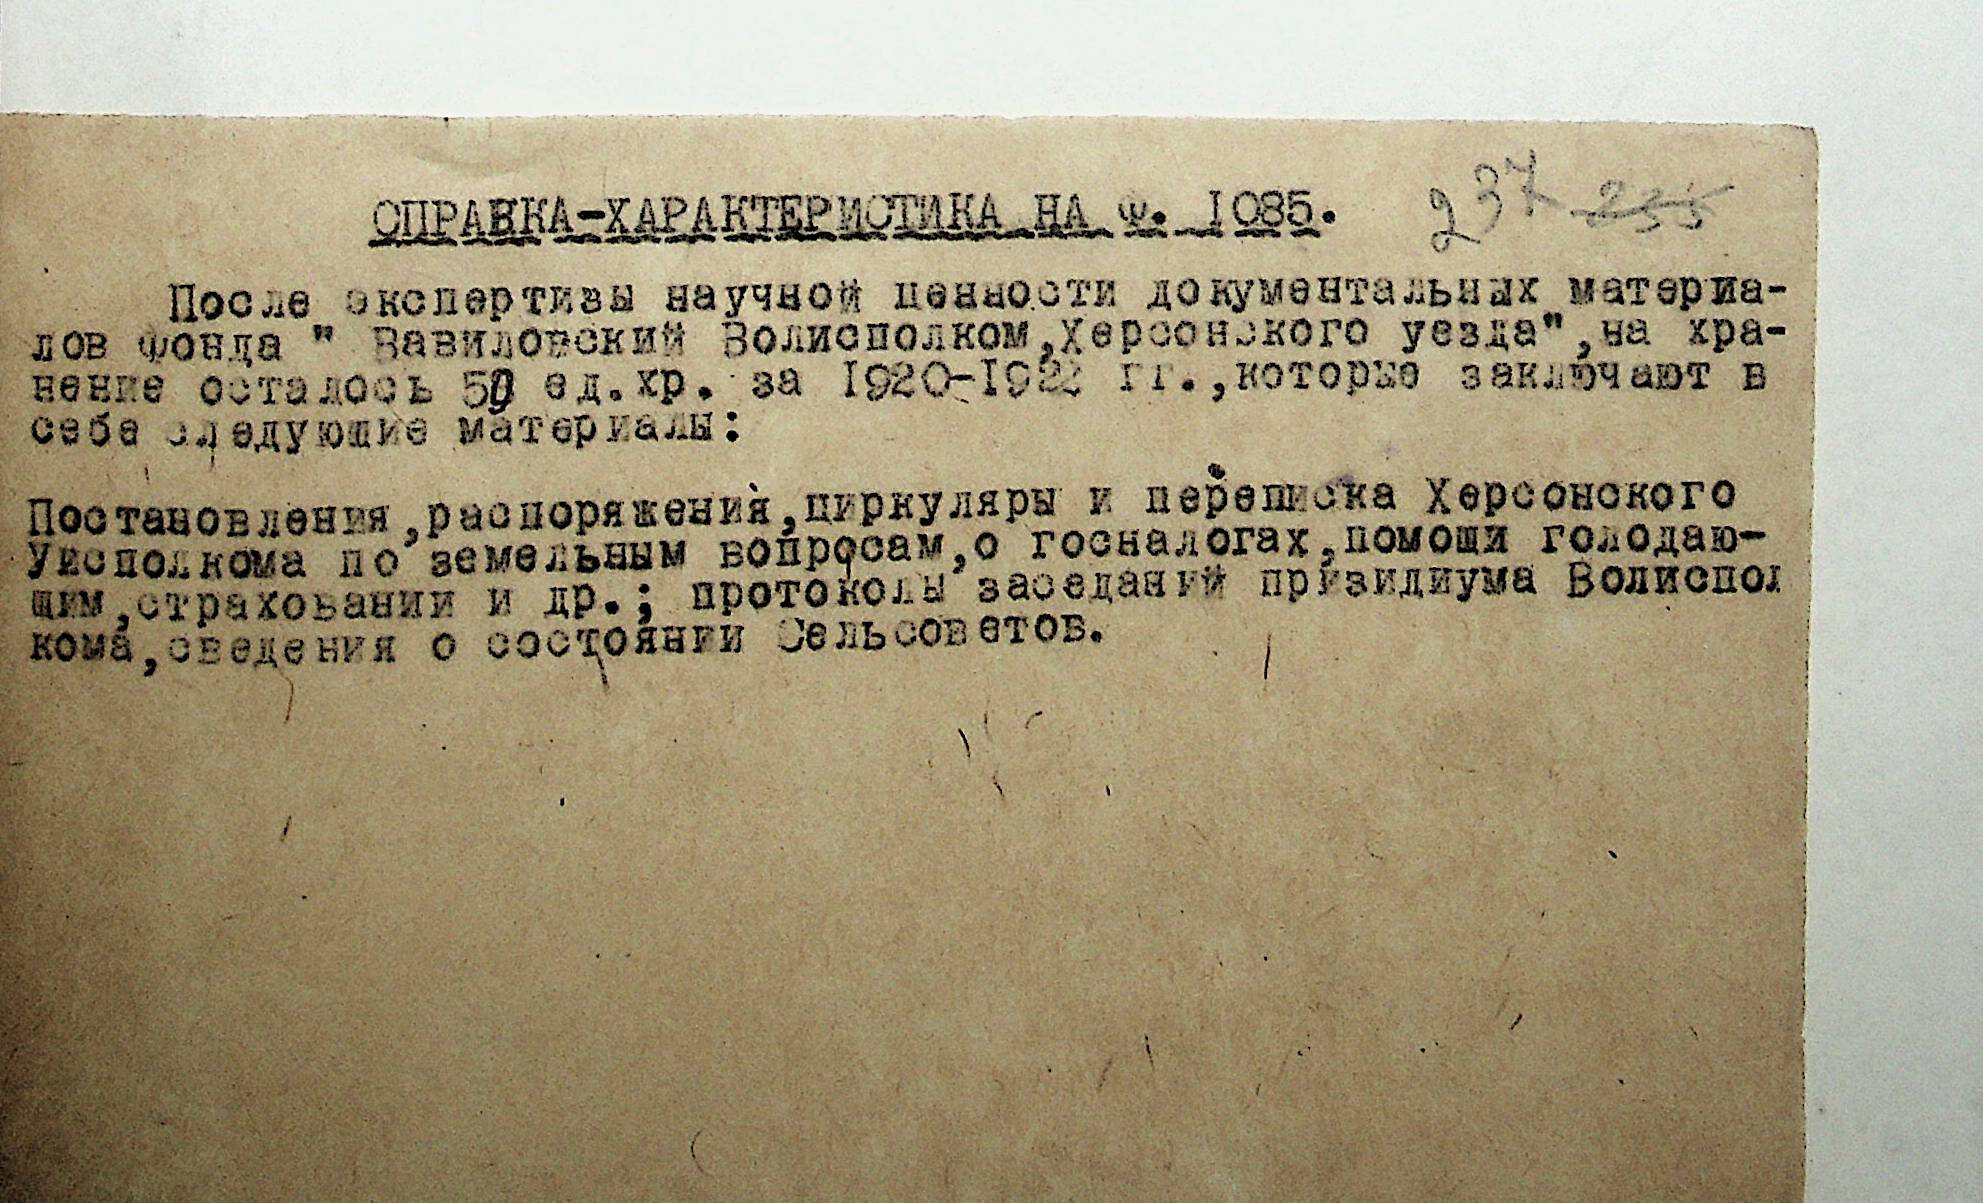 СПРАВКА-ХАРАКТЕРИСТИКА НА Ф. 1085. 237 235
После экспертизы научной ценности документальных материа-
лов Фонда " Вавиловский Волисполком,Херсонского уезда",на хра-
нение осталось ед.хр. за 1920-1922 гг.,которые заключают в
себе следующие материалы:
Постановления,распоряжения,циркуляры и переписка Херсонского
Уисполкома по земельным вопросам,о госналогах,помощи голодаю-
щим,страховании и др.; протоколы заседаний президиума Волиспол
кома,сведения о состоянии Сельсоветов.